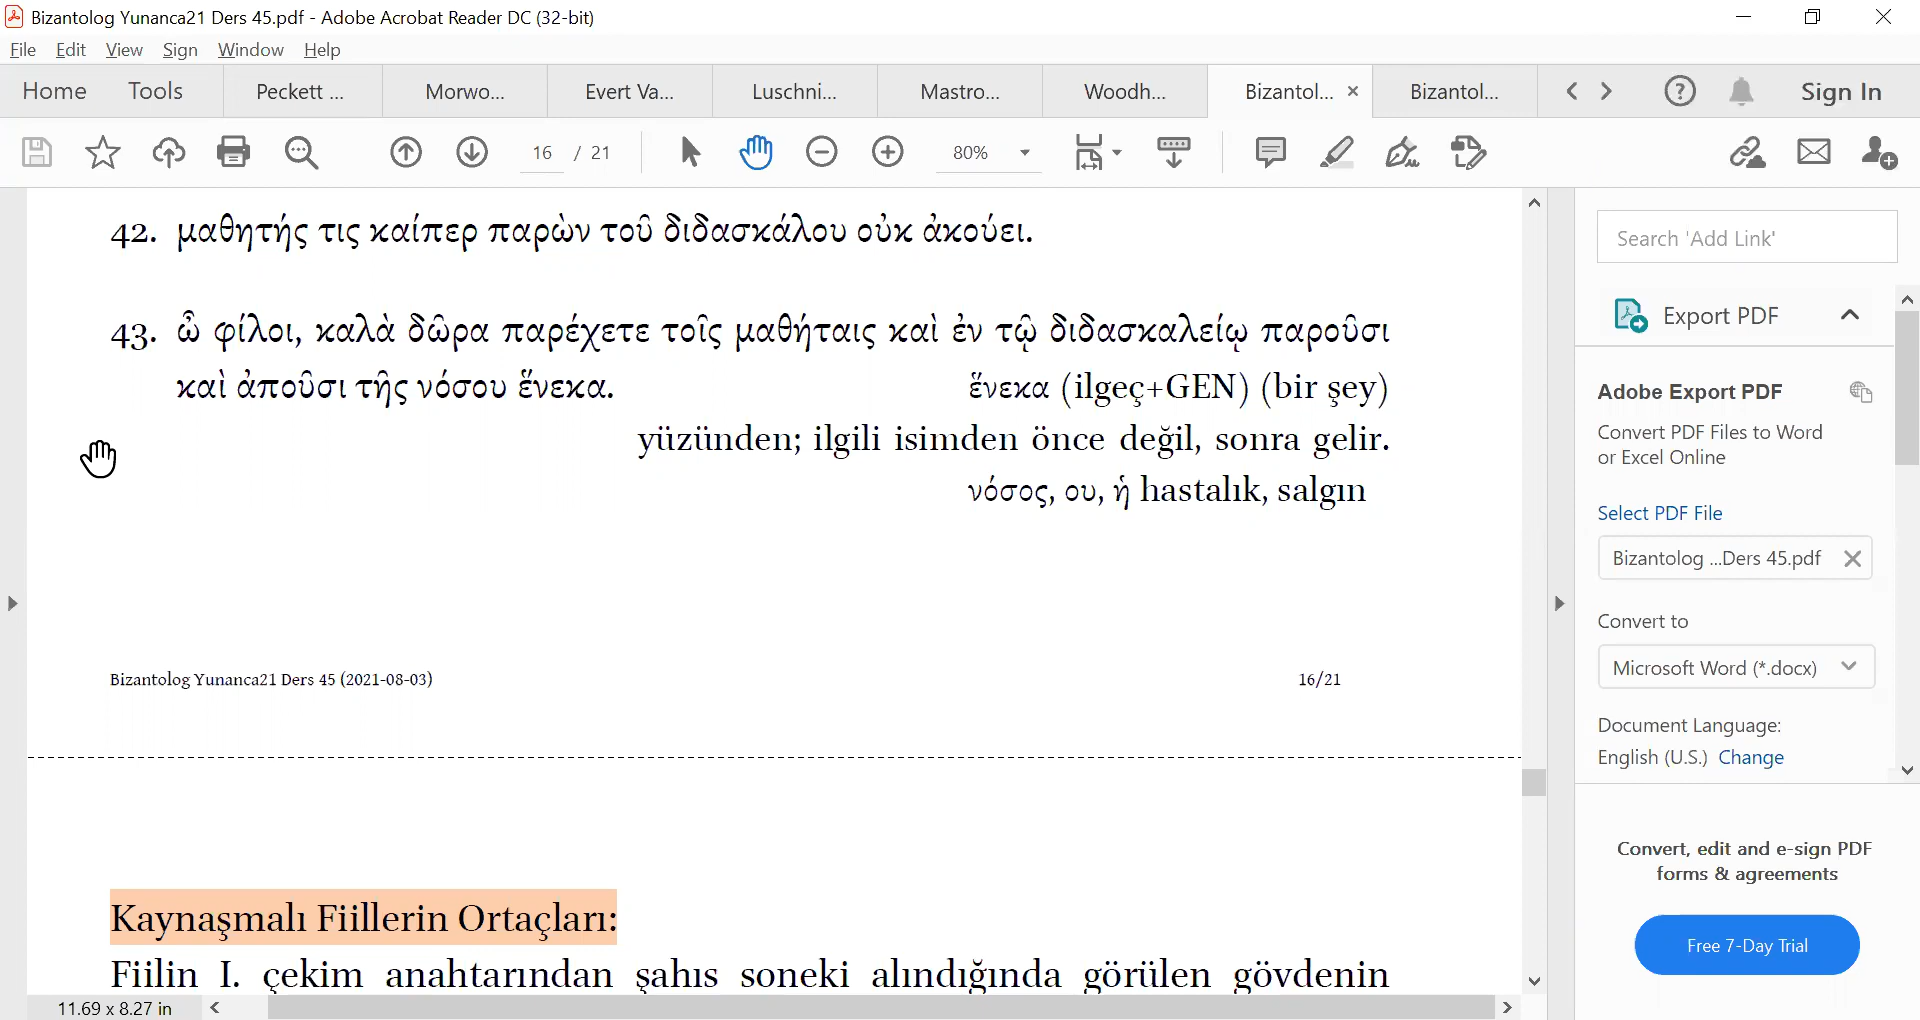 Bizantolog Yunanca21 Ders 45.pdf - Adobe Acrobat Reader DC (32-bit)
File Edit View Sign Window Help
Home Tools Peckett ... Morwo... Evert Va... Luschni... Mastro... Woodh... Bizantol... × Bizantol... Sign In
16 / 21 80%
42. μαθητής τις καίπερ παρὼν τοῦ διδασκάλου οὐκ ἀκούει.
43. ὦ φίλοι, καλὰ δῶρα παρέχετε τοῖς μαθήταις καὶ ἐν τῷ διδασκαλείῳ παροῦσι
καὶ ἀποῦσι τῆς νόσου ἕνεκα. ἕνεκα (ilgeç+GEN) (bir şey)
yüzünden; ilgili isimden önce değil, sonra gelir.
νόσος, ου, ἡ hastalık, salgın
Bizantolog Yunanca21 Ders 45 (2021-08-03) 16/21
Kaynaşmalı Fiillerin Ortaçları:
Fiilin I. çekim anahtarından şahıs soneki alındığında görülen gövdenin
11.69 x 8.27 in
Search 'Add Link'
Export PDF
Adobe Export PDF
Convert PDF Files to Word
or Excel Online
Select PDF File
Bizantolog ...Ders 45.pdf
Convert to
Microsoft Word (*.docx)
Document Language:
English (U.S.) Change
Convert, edit and e-sign PDF
forms & agreements
Free 7-Day Trial